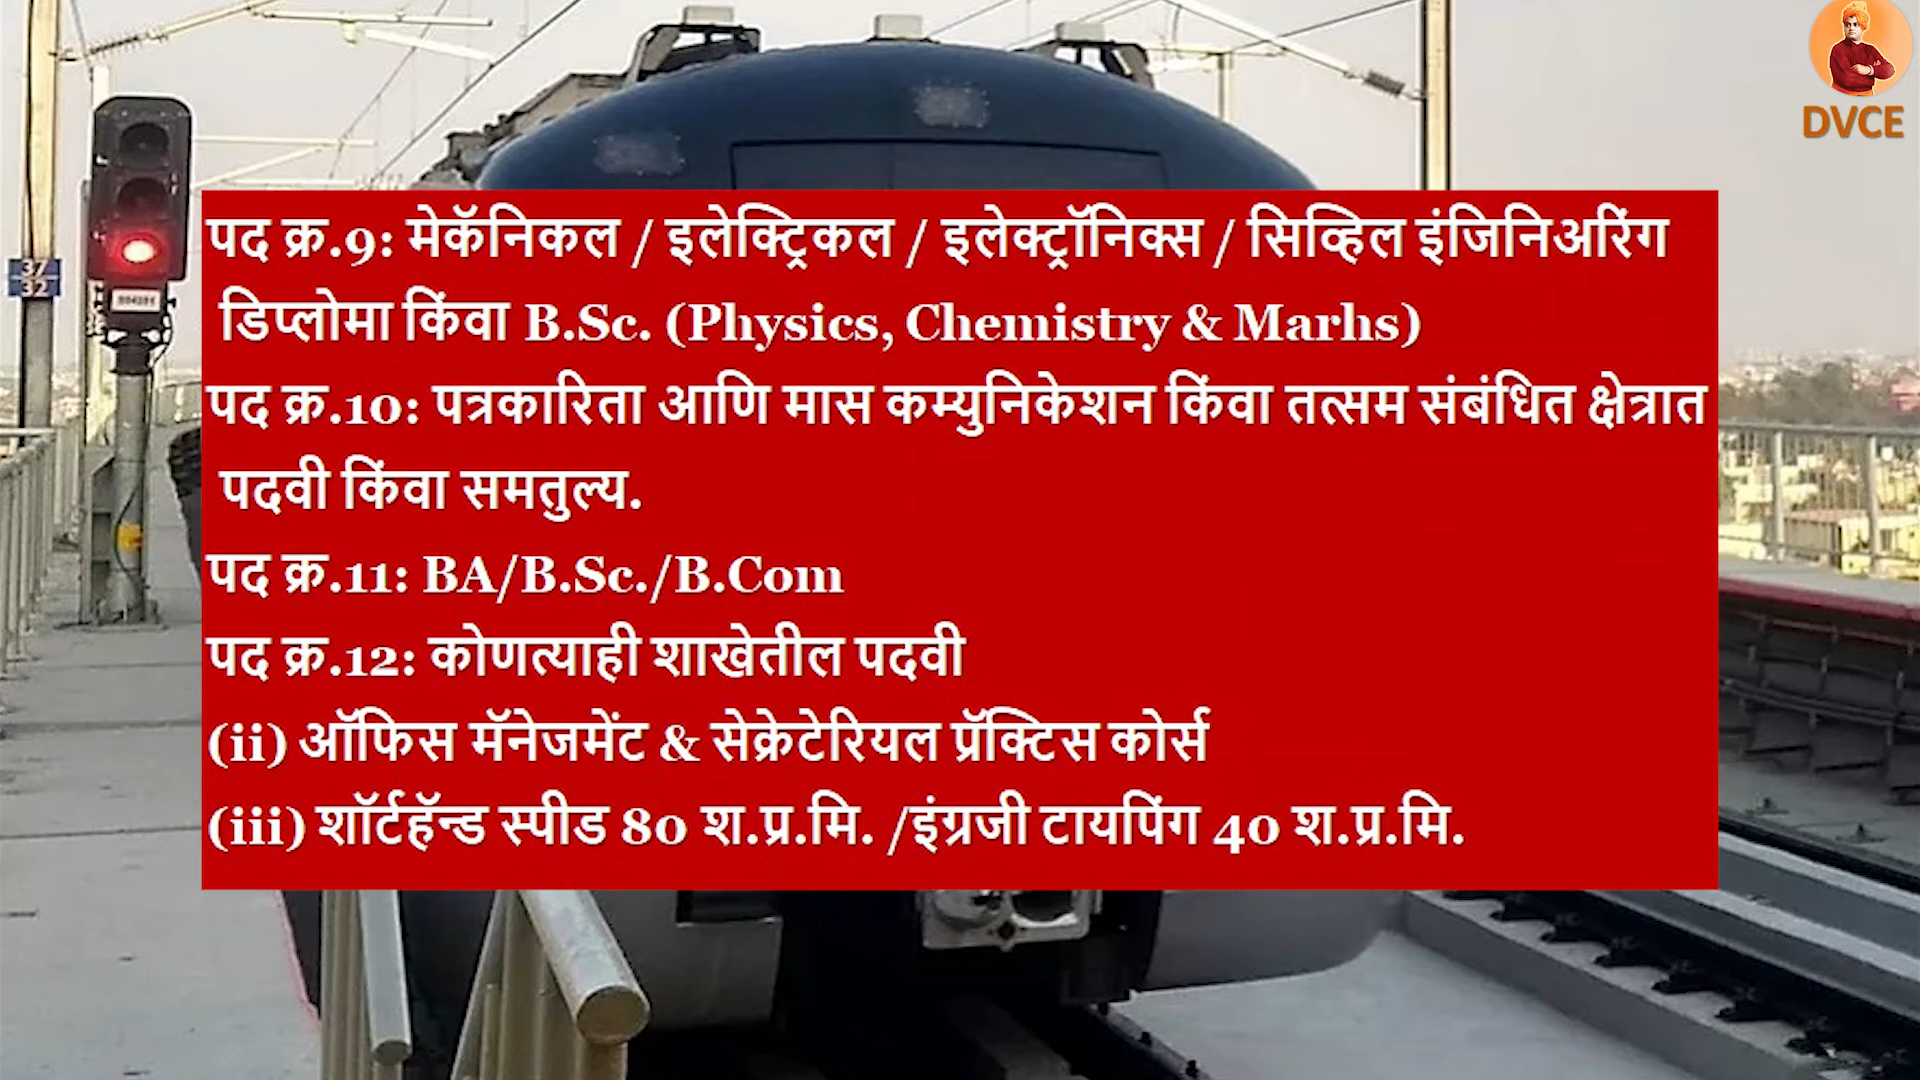 DVCE
37
32
पद क्र.9: मेकॅनिकल / इलेक्ट्रिकल / इलेक्ट्रॉनिक्स / सिव्हिल इंजिनिअरिंग
डिप्लोमा किंवा B.Sc. (Physics, Chemistry & Marhs)
पद क्र.10: पत्रकारिता आणि मास कम्युनिकेशन किंवा तत्सम संबंधित क्षेत्रात
पदवी किंवा समतुल्य.
पद क्र.11: BA/B.Sc./B.Com
पद क्र.12: कोणत्याही शाखेतील पदवी
(ii) ऑफिस मॅनेजमेंट & सेक्रेटेरियल प्रॅक्टिस कोर्स
(iii) शॉर्टहॅन्ड स्पीड 80 श.प्र.मि. /इंग्रजी टायपिंग 40 श.प्र.मि.